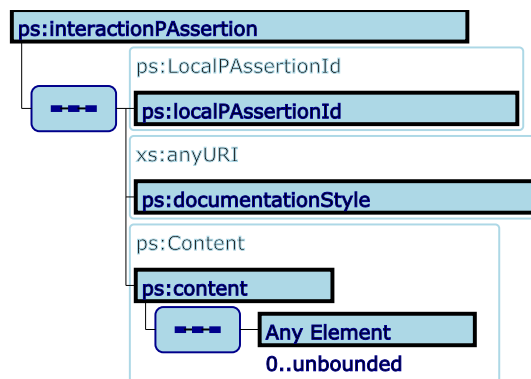 ps:interactionPAssertion
ps:LocalPAssertionId
ps:localPAssertionId
xs:anyURI
ps:documentationStyle
ps:Content
ps:content
Any Element
0..unbounded